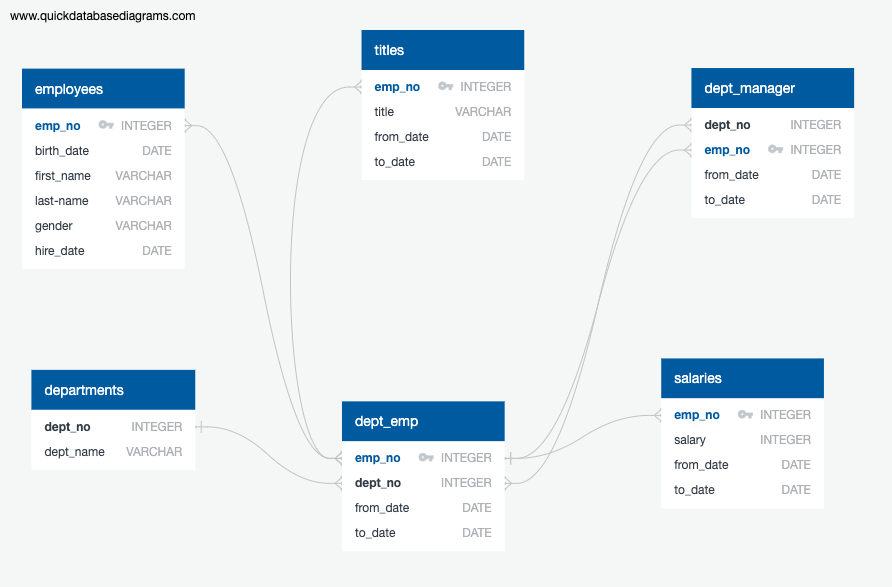 www.quickdatabasediagrams.com
titles
emp_no INTEGER
title VARCHAR
from_date DATE
to_date DATE
employees
emp_no INTEGER
birth_date DATE
first_name VARCHAR
last-name VARCHAR
gender VARCHAR
hire_date DATE
dept_manager
dept_no INTEGER
emp_no INTEGER
from_date DATE
to_date DATE
departments
dept_no INTEGER
dept_name VARCHAR
dept_emp
emp_no INTEGER
dept_no INTEGER
from_date DATE
to_date DATE
salaries
emp_no INTEGER
salary INTEGER
from_date DATE
to_date DATE